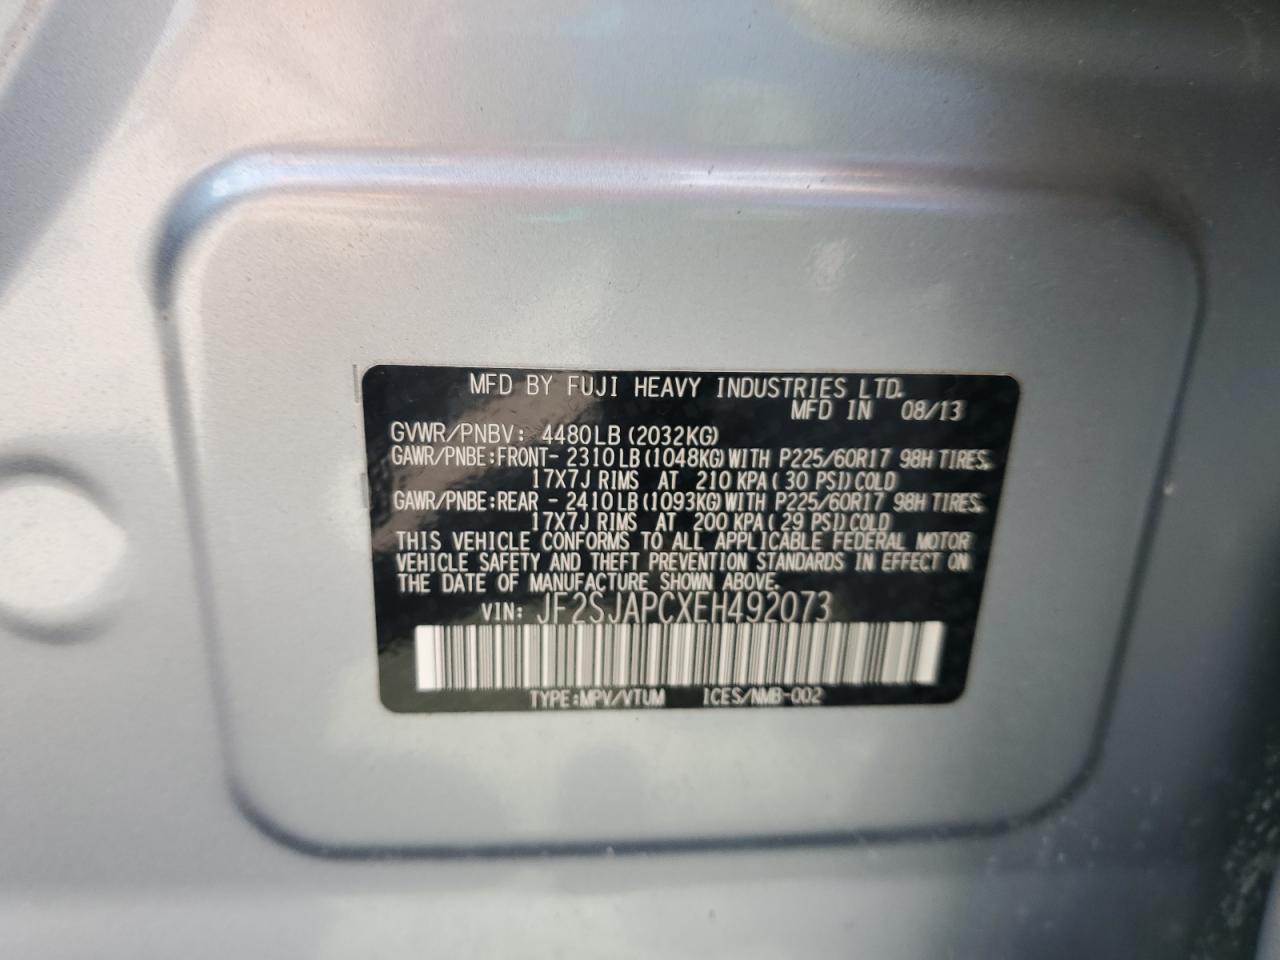 MFD BY FUJI HEAVY INDUSTRIES LTD.
MFD IN 08/13
GVWR/PNBV: 4480LB(2032KG)
GAWR/PNBE:FRONT- 2310LB(1048KG)WITH P225/60R17 98H TIRES,
17X7J RIMS AT 210 KPA(30 PSI)COLD
GAWR/PNBE:REAR - 2410LB(1093KG)WITH P225/60R17 98H TIRES,
17X7J RIMS AT 200 KPA(29 PSI)COLD
THIS VEHICLE CONFORMS TO ALL APPLICABLE FEDERAL MOTOR
VEHICLE SAFETY AND THEFT PREVENTION STANDARDS IN EFFECT ON
THE DATE OF MANUFACTURE SHOWN ABOVE.
VIN: JF2SJAPCXEH492073
TYPE:MPV/VTUM ICES/NMB-002